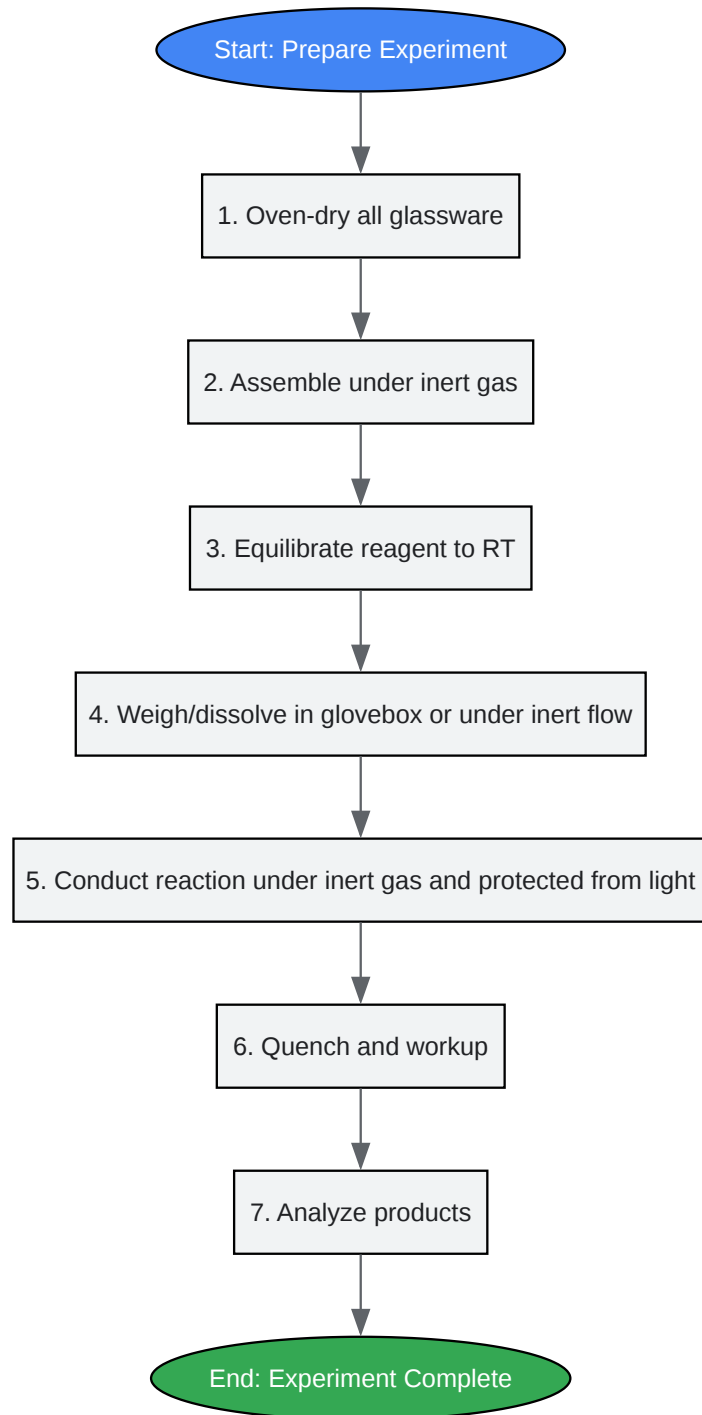 Start: Prepare Experiment
1. Oven-dry all glassware
2. Assemble under inert gas
3. Equilibrate reagent to RT
4. Weigh/dissolve in glovebox or under inert flow
5. Conduct reaction under inert gas and protected from light
6. Quench and workup
7. Analyze products
End: Experiment Complete